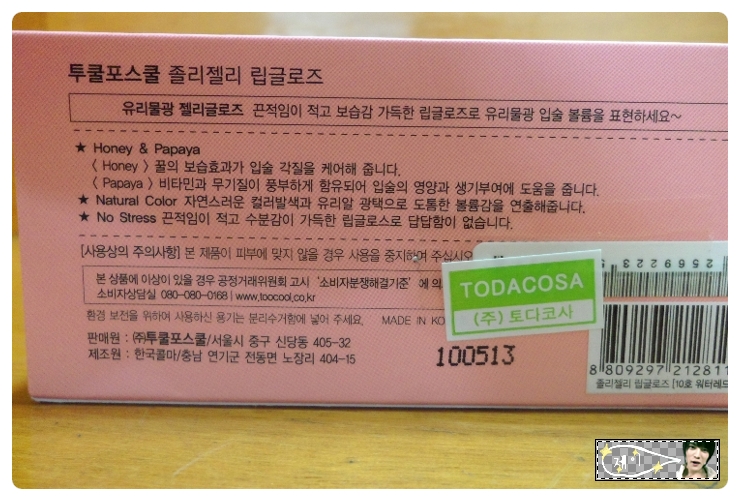 투쿨포스쿨 졸리젤리 립글로즈
유리물광 젤리글로즈 끈적임이 적고 보습감 가득한 립글로즈로 유리물광 입술 볼륨을 표현하세요~
★ Honey & Papaya
〈 Honey 〉 꿀의 보습효과가 입술 각질을 케어해 줍니다.
〈 Papaya 〉 비타민과 무기질이 풍부하게 함유되어 입술의 영양과 생기부여에 도움을 줍니다.
★ Natural Color 자연스러운 컬러발색과 유리알 광택으로 도톰한 볼륨감을 연출해줍니다.
★ No Stress 끈적임이 적고 수분감이 가득한 립글로스로 답답함이 없습니다.
[사용상의 주의사항] 본 제품이 피부에 맞지 않을 경우 사용을 중지하며 주십시오
본 상품에 이상이 있을 경우 공정거래위원회 고시 '소비자분쟁해결기준' 에 의
소비자상담실 080-080-0168 | www.toocool.co.kr
환경 보전을 위하여 사용하신 용기는 분리수거함에 넣어 주세요. MADE IN KO
판매원 : ㈜투쿨포스쿨/서울시 중구 신당동 405-32
제조원 : 한국콜마/충남 연기군 전동면 노장리 404-15
100513
TODACOSA
(주) 토디코사
2569223
8 809297 212811
졸리젤리 립글로즈 [10호 워터레드
제이